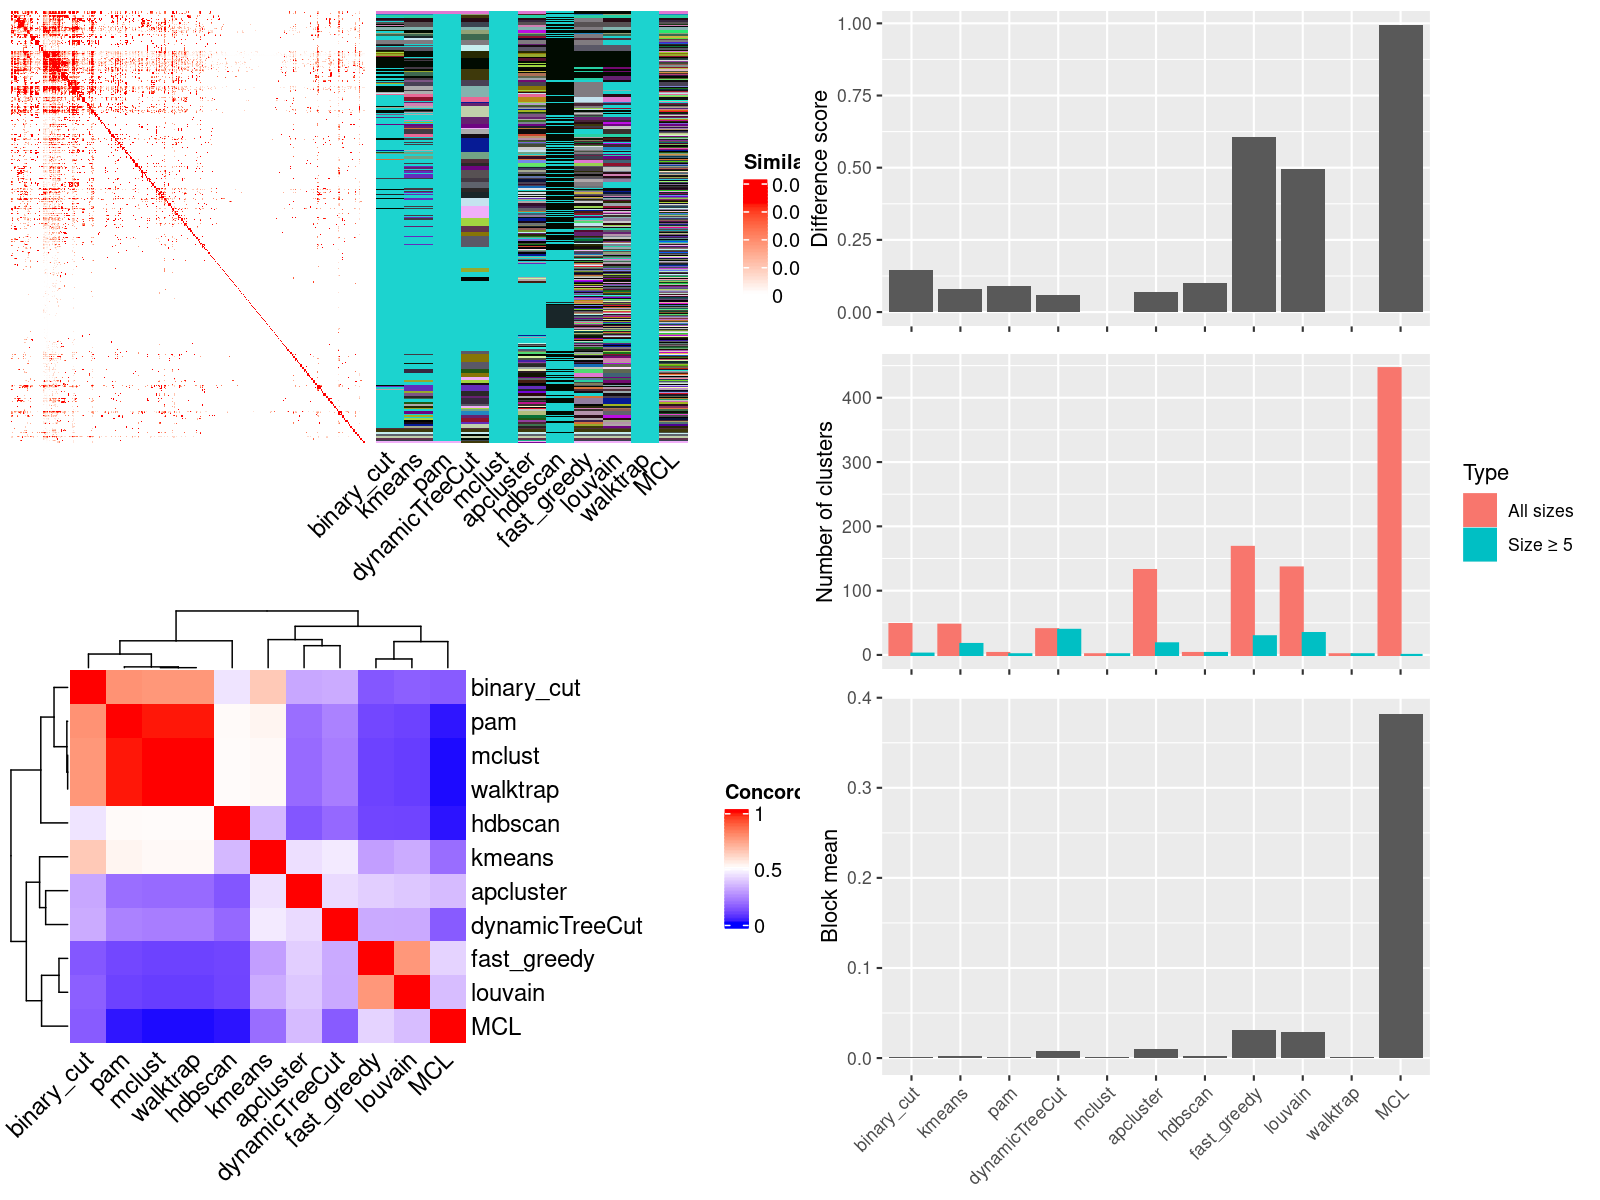 Simila
0.0
0.0
0.0
0.0
0
binary_cut
kmeans
pam
dynamicTreeCut
mclust
apcluster
hdbscan
fast_greedy
louvain
walktrap
MCL
binary_cut
pam
mclust
walktrap
hdbscan
kmeans
apcluster
dynamicTreeCut
fast_greedy
louvain
MCL
binary_cut
pam
mclust
walktrap
hdbscan
kmeans
apcluster
dynamicTreeCut
fast_greedy
louvain
MCL
Concord
1
0.5
0
Difference score
1.00
0.75
0.50
0.25
0.00
Number of clusters
400
300
200
100
0
Type
All sizes
Size ≥ 5
Block mean
0.4
0.3
0.2
0.1
0.0
binary_cut
kmeans
pam
dynamicTreeCut
mclust
apcluster
hdbscan
fast_greedy
louvain
walktrap
MCL